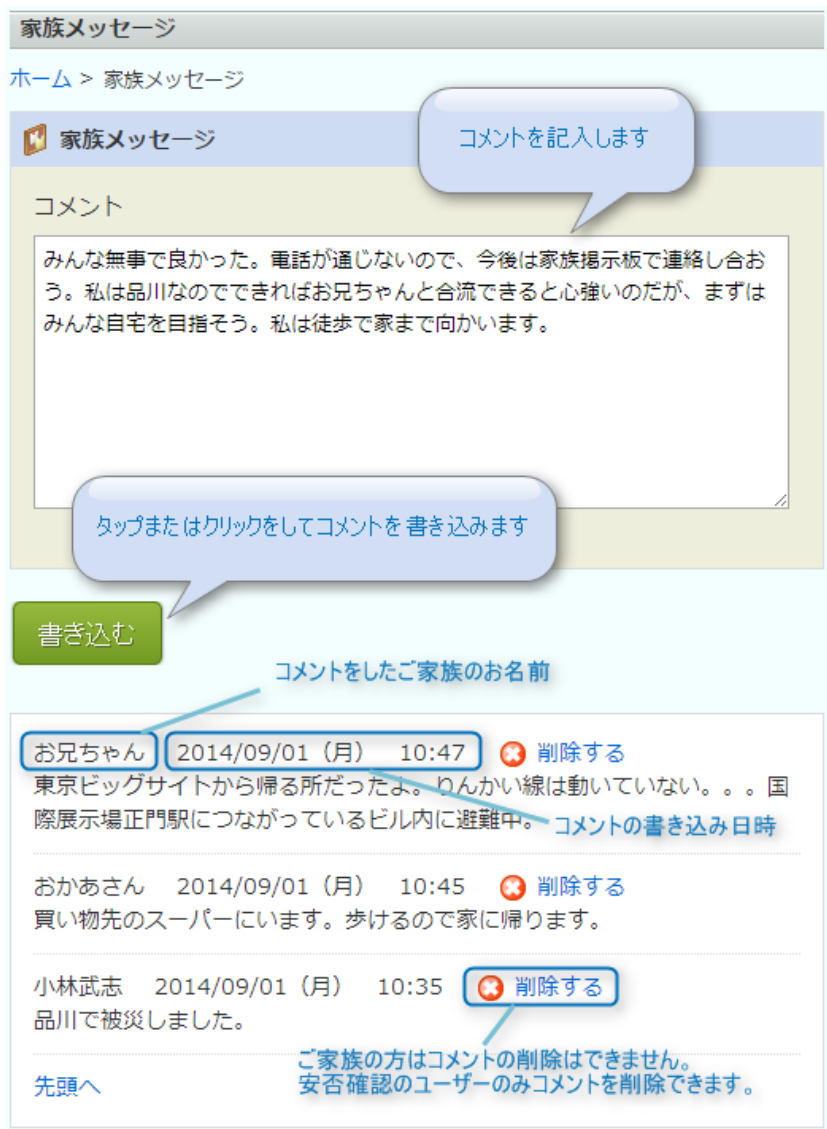 家族メッセージ
ホーム > 家族メッセージ
家族メッセージ
コメントを記入します
コメント
みんな無事で良かった。電話が通じないので、今後は家族掲示板で連絡し合お
う。私は品川なのでできればお兄ちゃんと合流できると心強いのだが、まずは
みんな自宅を目指そう。私は徒歩で家まで向かいます。
タップまたはクリックをしてコメントを書き込みます
書き込む
コメントをしたご家族のお名前
お兄ちゃん 2014/09/01（月） 10:47 削除する
東京ビッグサイトから帰る所だったよ。りんかい線は動いていない。。。国
際展示場正門駅につながっているビル内に避難中。
コメントの書き込み日時
おかあさん 2014/09/01（月） 10:45 削除する
買い物先のスーパーにいます。歩けるので家に帰ります。
小林武志 2014/09/01（月） 10:35 削除する
品川で被災しました。
ご家族の方はコメントの削除はできません。
安否確認のユーザーのみコメントを削除できます。
先頭へ